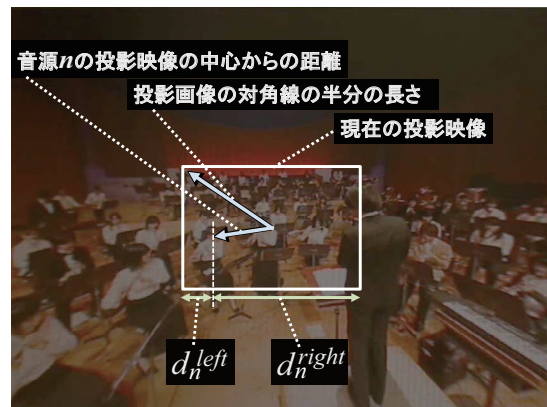 音源nの投影映像の中心からの距離
投影画像の対角線の半分の長さ
現在の投影映像
d_n^{left} d_n^{right}